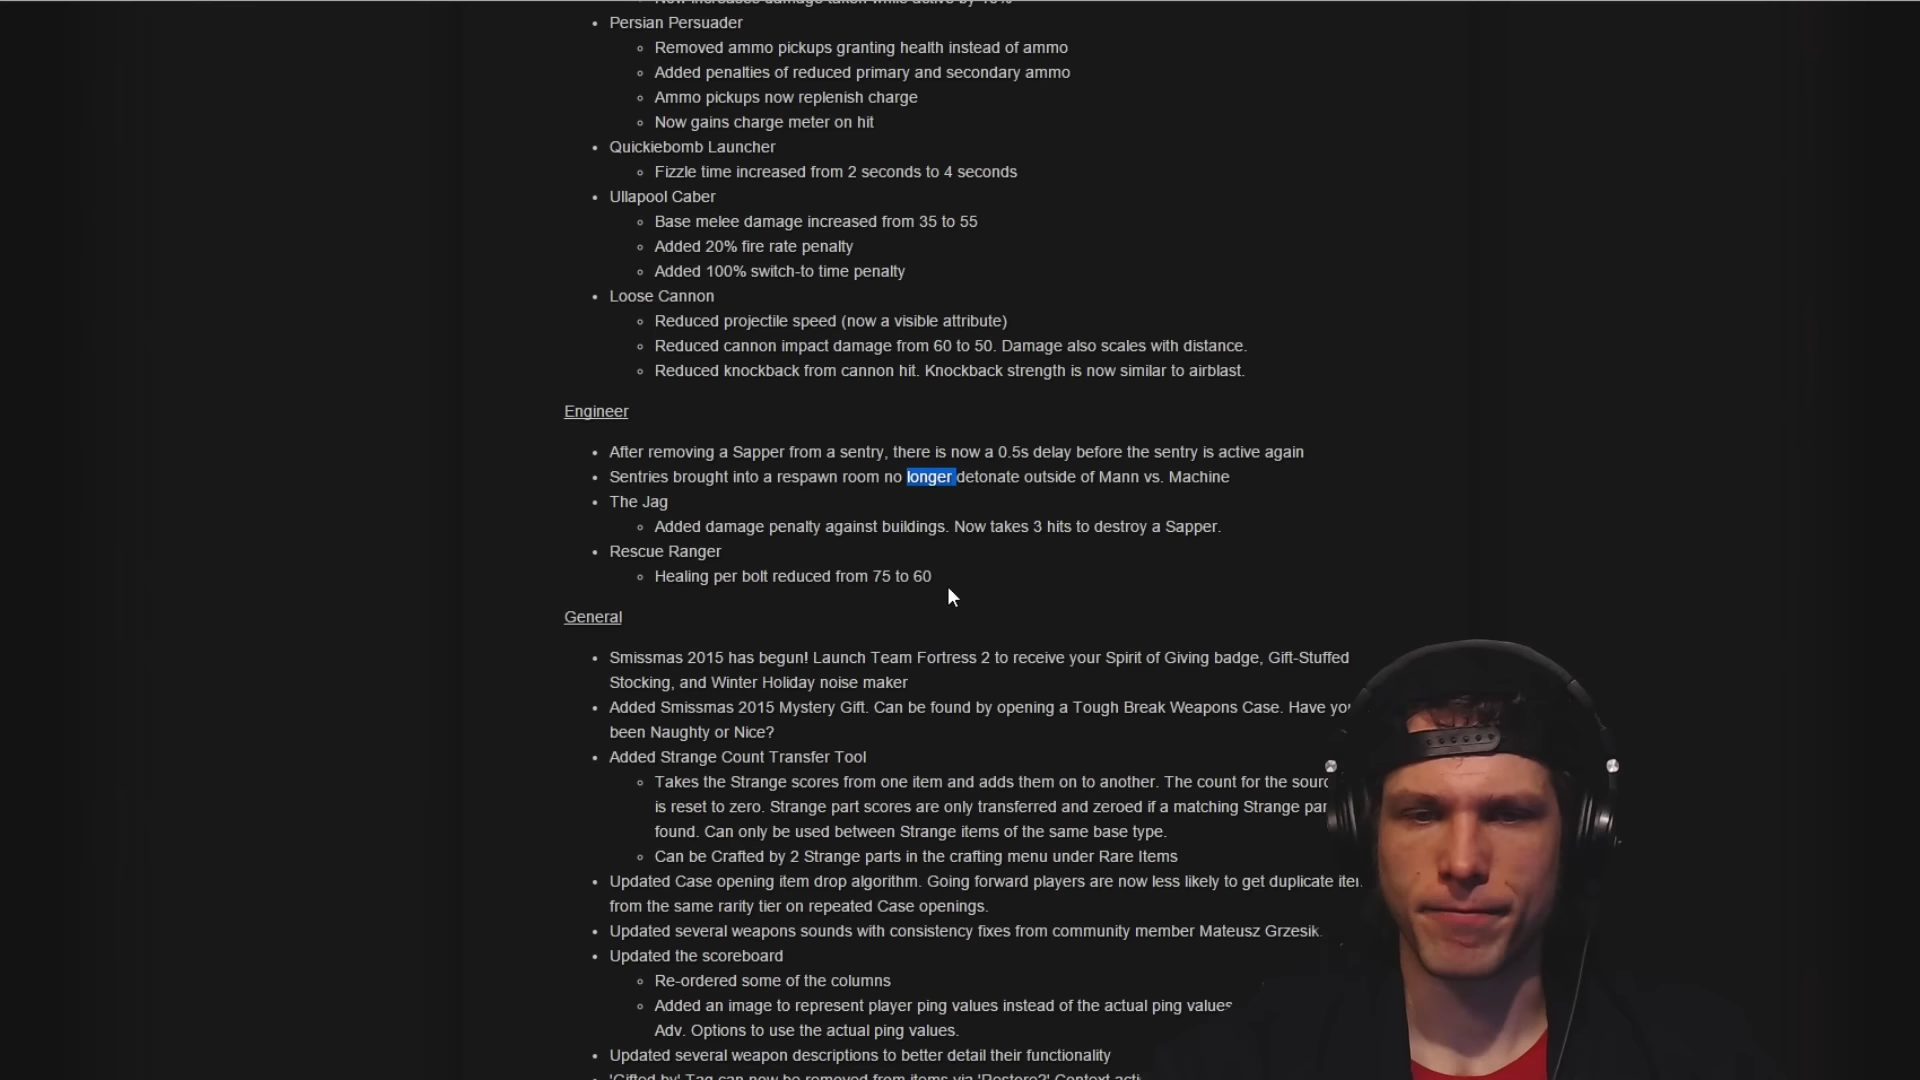 Persian Persuader
Removed ammo pickups granting health instead of ammo
Added penalties of reduced primary and secondary ammo
Ammo pickups now replenish charge
Now gains charge meter on hit
Quickiebomb Launcher
Fizzle time increased from 2 seconds to 4 seconds
Ullapool Caber
Base melee damage increased from 35 to 55
Added 20% fire rate penalty
Added 100% switch-to time penalty
Loose Cannon
Reduced projectile speed (now a visible attribute)
Reduced cannon impact damage from 60 to 50. Damage also scales with distance.
Reduced knockback from cannon hit. Knockback strength is now similar to airblast.
Engineer
After removing a Sapper from a sentry, there is now a 0.5s delay before the sentry is active again
Sentries brought into a respawn room no longer detonate outside of Mann vs. Machine
The Jag
Added damage penalty against buildings. Now takes 3 hits to destroy a Sapper.
Rescue Ranger
Healing per bolt reduced from 75 to 60
General
Smissmas 2015 has begun! Launch Team Fortress 2 to receive your Spirit of Giving badge, Gift-Stuffed
Stocking, and Winter Holiday noise maker
Added Smissmas 2015 Mystery Gift. Can be found by opening a Tough Break Weapons Case. Have you
been Naughty or Nice?
Added Strange Count Transfer Tool
Takes the Strange scores from one item and adds them on to another. The count for the
is reset to zero. Strange part scores are only transferred and zeroed if a matching Strange
found. Can only be used between Strange items of the same base type.
Can be Crafted by 2 Strange parts in the crafting menu under Rare Items
Updated Case opening item drop algorithm. Going forward players are now less likely to get duplicate
from the same rarity tier on repeated Case openings.
Updated several weapons sounds with consistency fixes from community member Mateusz Grzesik.
Updated the scoreboard
Re-ordered some of the columns
Added an image to represent player ping values instead of the actual ping values
Adv. Options to use the actual ping values.
Updated several weapon descriptions to better detail their functionality
'Gifted by' Tag can now be removed from items via 'Restore?' Context